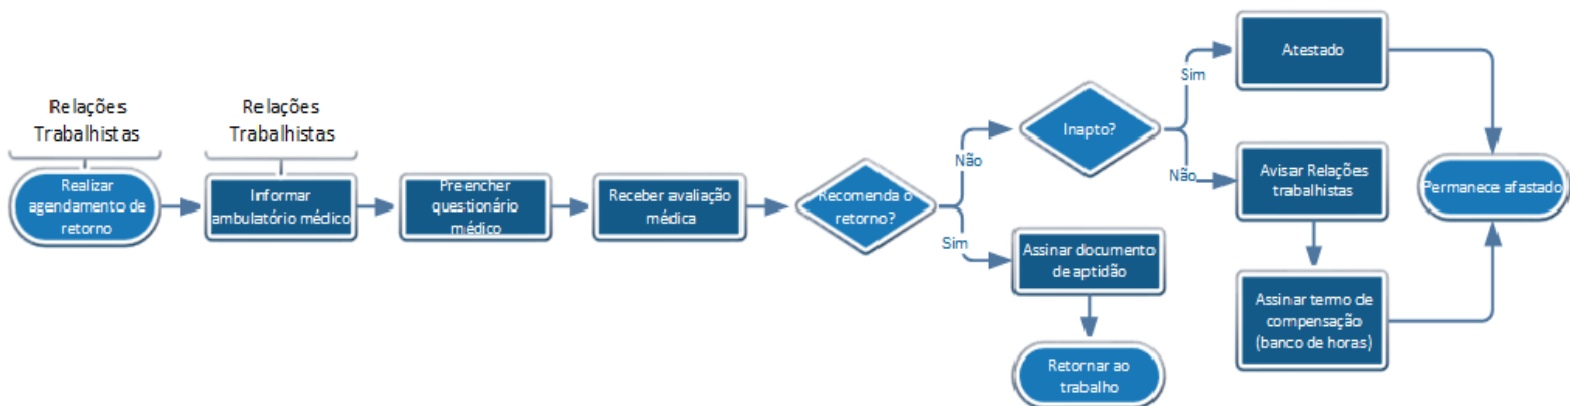 Relações
Trabalhistas
Realizar
agendamento de
retorno
Relações
Trabalhistas
Informar
ambulatório médico
Preencher
questionário
médico
Receber avaliação
médica
Recomenda o
retorno?
Não
Sim
Inapto?
Sim
Não
Atestado
Avisar Relações
trabalhistas
Assinar termo de
compensação
(banco de horas)
Permanece afastado
Assinar documento
de aptidão
Retornar ao
trabalho